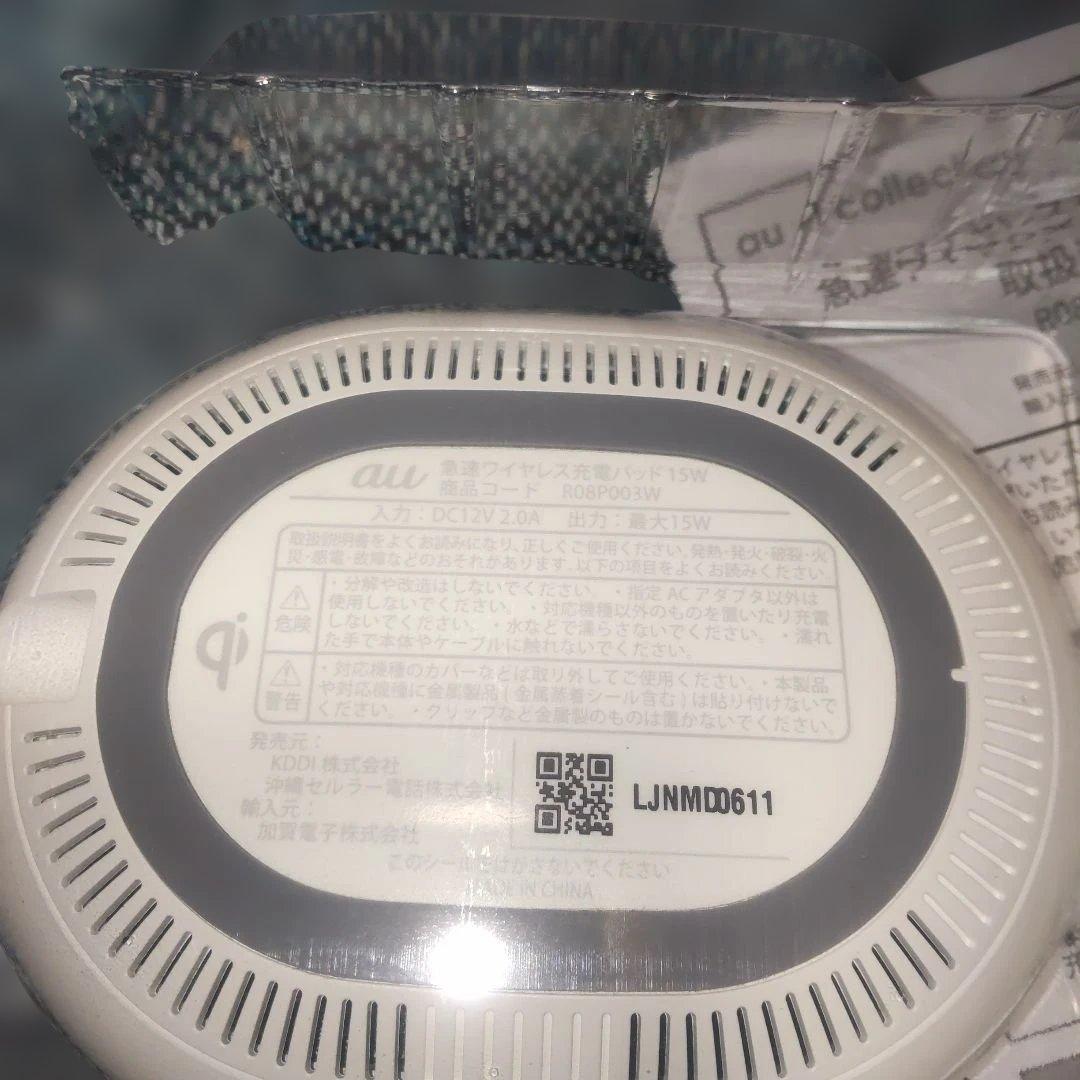 au collection
急速ワイ
取扱
R08
発売
輸入
au 急速ワイヤレス充電パッド 15W
商品コード R08P003W
入力：DC12V 2.0A 出力：最大15W
取扱説明書をよくお読みになり、正しくご使用ください。発熱・発火・破裂・火
災・感電・故障などのおそれがあります。以下の項目をよくお読みください。
危険
・分解や改造はしないでください。・指定 AC アダプタ以外は
使用しないでください。・対応機種以外のものを置いたり充電
しないでください。・水などで濡らさないでください。・濡れ
た手で本体やケーブルに触れないでください。
qi
警告
・対応機種のカバーなどは取り外してご使用ください。・本製品
や対応機種に金属製品(金属蒸着シール含む)は貼り付けないで
ください。・クリップなど金属製のものは置かないでください。
発売元：
KDDI 株式会社
沖縄セルラー電話株式会社
輸入元：
加賀電子株式会社
LJNMD0611
このシールははがさないでください
MADE IN CHINA